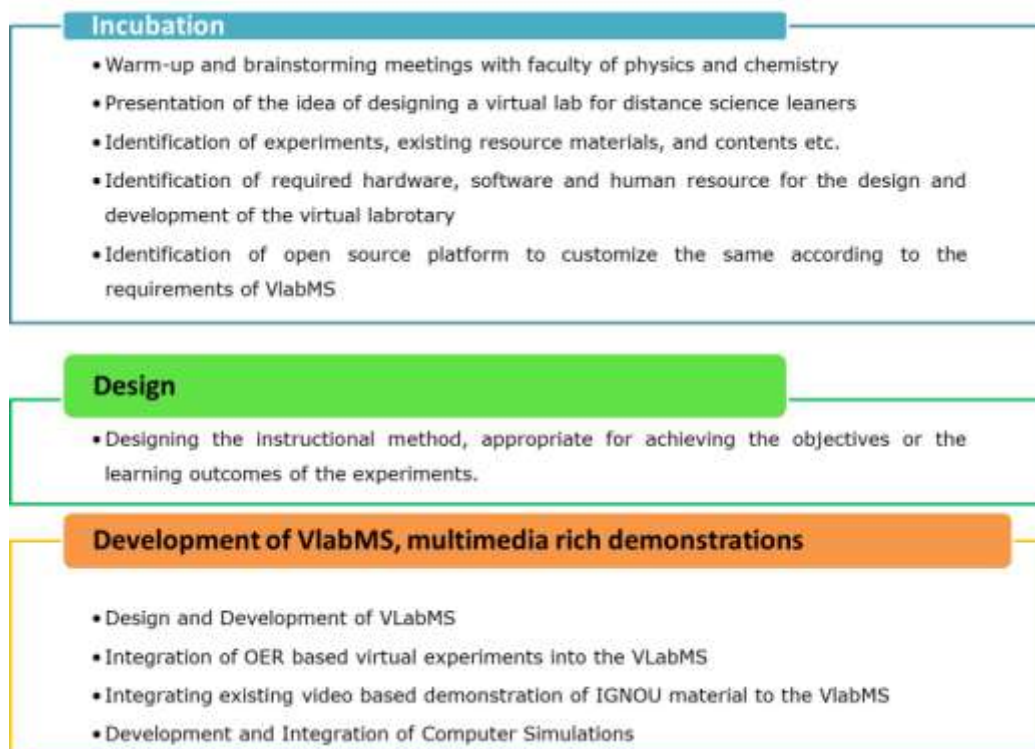 Incubation
• Warm-up and brainstorming meetings with faculty of physics and chemistry
• Presentation of the idea of designing a virtual lab for distance science leaners
• Identification of experiments, existing resource materials, and contents etc.
• Identification of required hardware, software and human resource for the design and
development of the virtual labrotary
• Identification of open source platform to customize the same according to the
requirements of VlabMS
Design
• Designing the instructional method, appropriate for achieving the objectives or the
learning outcomes of the experiments.
Development of VlabMS, multimedia rich demonstrations
• Design and Development of VLabMS
• Integration of OER based virtual experiments into the VLabMS
• Integrating existing video based demonstration of IGNOU material to the VlabMS
• Development and Integration of Computer Simulations